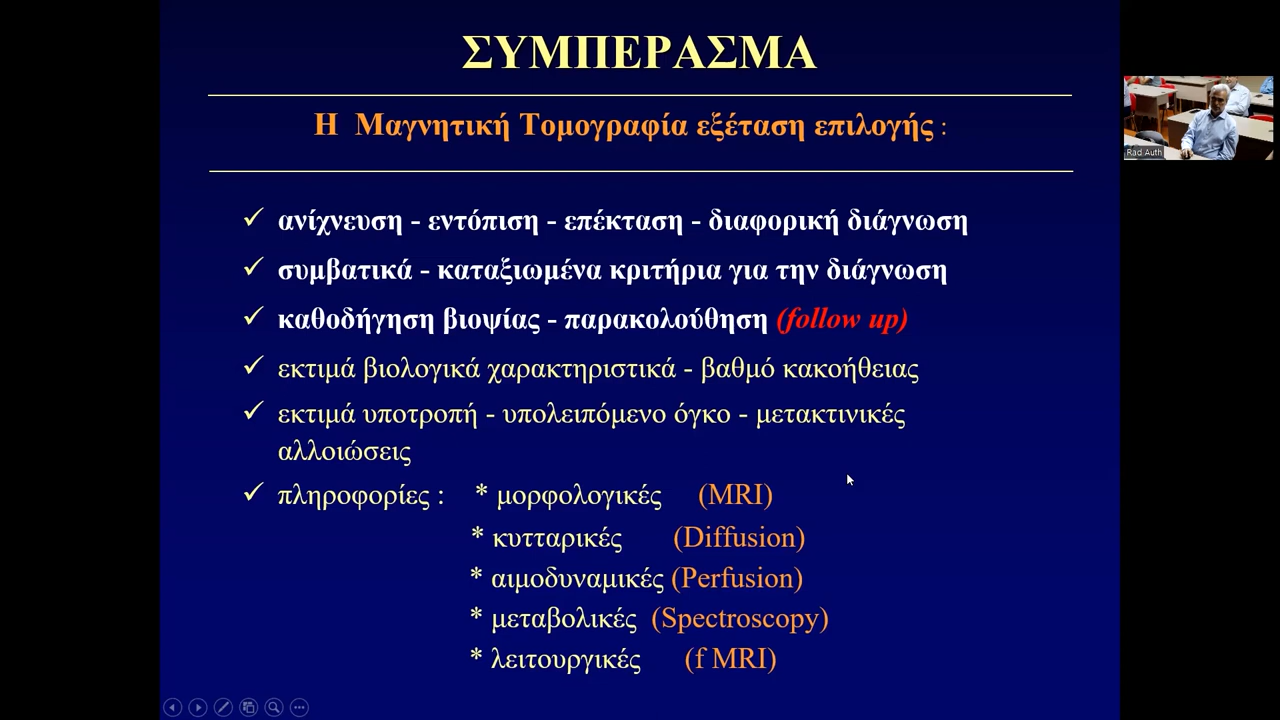 ΣΥΜΠΕΡΑΣΜΑ
Η Μαγνητική Τομογραφία εξέταση επιλογής :
✓ ανίχνευση - εντόπιση - επέκταση - διαφορική διάγνωση
✓ συμβατικά - καταξιωμένα κριτήρια για την διάγνωση
✓ καθοδήγηση βιοψίας - παρακολούθηση (follow up)
✓ εκτιμά βιολογικά χαρακτηριστικά - βαθμό κακοήθειας
✓ εκτιμά υποτροπή - υπολειπόμενο όγκο - μετακτινικές
αλλοιώσεις
✓ πληροφορίες : * μορφολογικές (MRI)
* κυτταρικές (Diffusion)
* αιμοδυναμικές (Perfusion)
* μεταβολικές (Spectroscopy)
* λειτουργικές (f MRI)
Rad Auth